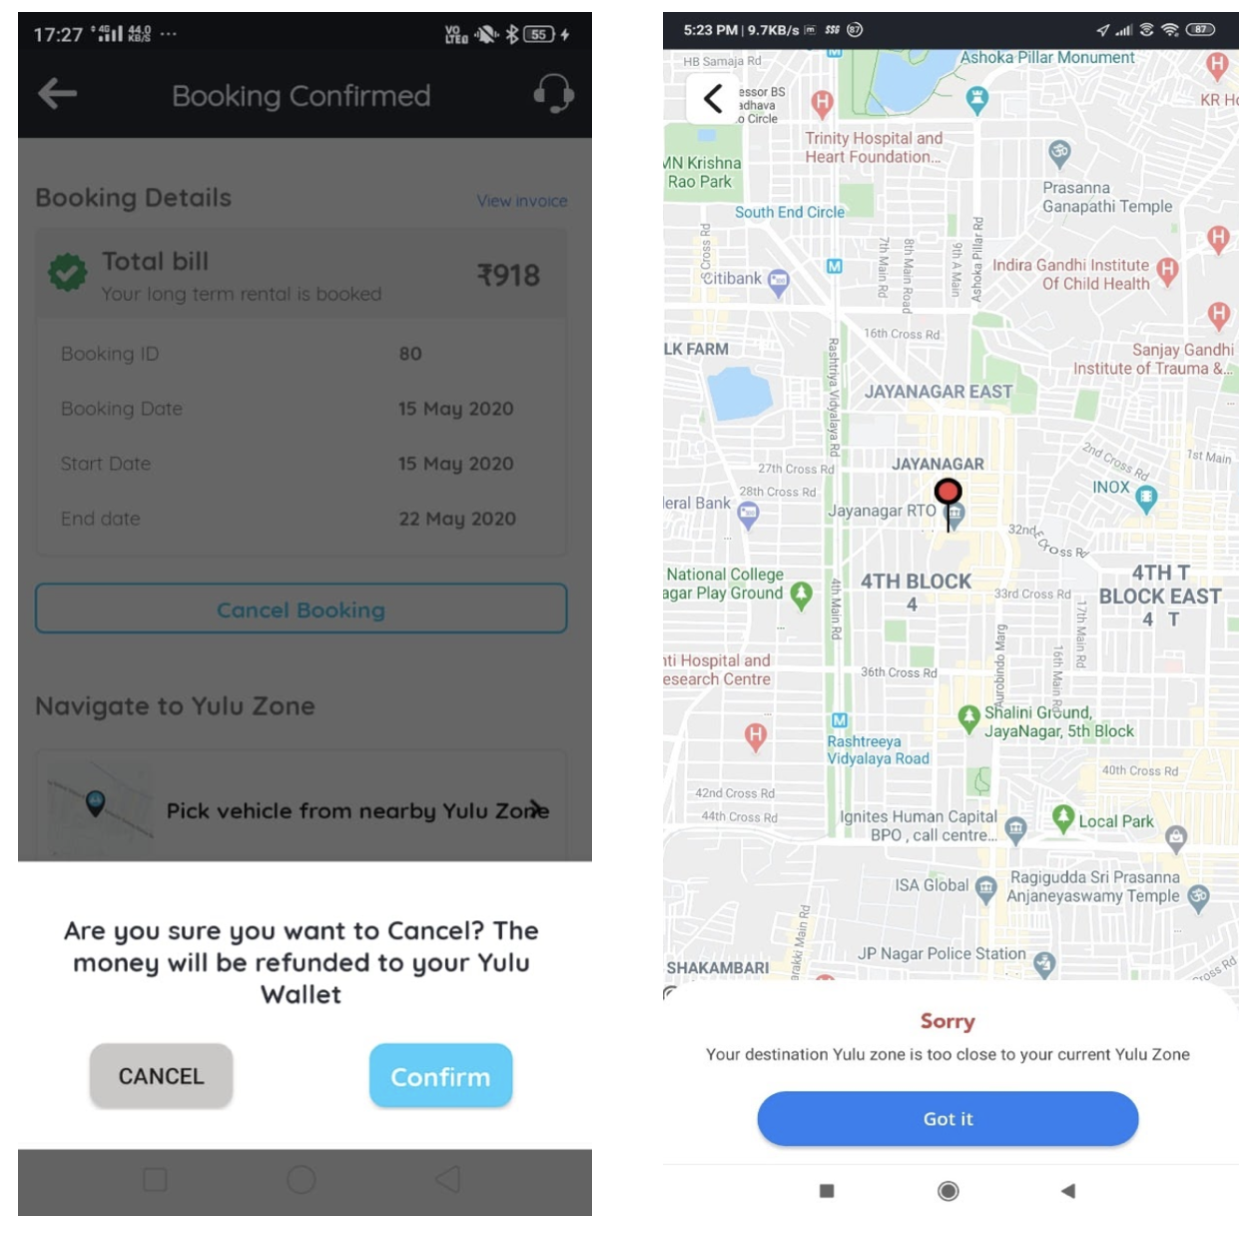 17:27 4G 44.0 KB/S ··· VO LTE 55
Booking Confirmed
Booking Details
View invoice
Total bill
₹918
Your long term rental is booked
Booking ID 80
Booking Date 15 May 2020
Start Date 15 May 2020
End date 22 May 2020
Cancel Booking
Navigate to Yulu Zone
Pick vehicle from nearby Yulu Zone
Are you sure you want to Cancel? The
money will be refunded to your Yulu
Wallet
CANCEL
Confirm
5:23 PM | 9.7KB/s 87
87
HB Samaja Rd
Ashoka Pillar Monument
essor BS
adhava
o Circle
KR Ho
Trinity Hospital and
Heart Foundation...
MN Krishna
Rao Park
Prasanna
Ganapathi Temple
South End Circle
S Cross Rd
7th Main Rd
8th Main Road
9th A Main
Ashoka Pillar Rd
Citibank
Indira Gandhi Institute
Of Child Health
16th Cross Rd
LK FARM
Rashtriya Vidyalaya Rd
Sanjay Gandhi
Institute of Trauma &...
JAYANAGAR EAST
2nd Cross Rd
1st Main
27th Cross Rd
JAYANAGAR
28th Cross Rd
INOX
leral Bank
Jayanagar RTO
32nd E Cross Rd
National College
agar Play Ground
4th Main Rd
4TH BLOCK
4
33rd Cross Rd
4TH T
BLOCK EAST
4 T
17th Main Rd
16th Main Rd
Aurobindo Marg
nti Hospital and
esearch Centre
36th Cross Rd
Shalini Ground,
JayaNagar, 5th Block
Rashtreeya
Vidyalaya Road
40th Cross Rd
42nd Cross Rd
44th Cross Rd
Ignites Human Capital
BPO , call centre...
Local Park
ISA Global
Ragigudda Sri Prasanna
Anjaneyaswamy Temple
arakki Main Rd
JP Nagar Police Station
SHAKAMBARI
ross Rd
Sorry
Your destination Yulu zone is too close to your current Yulu Zone
Got it